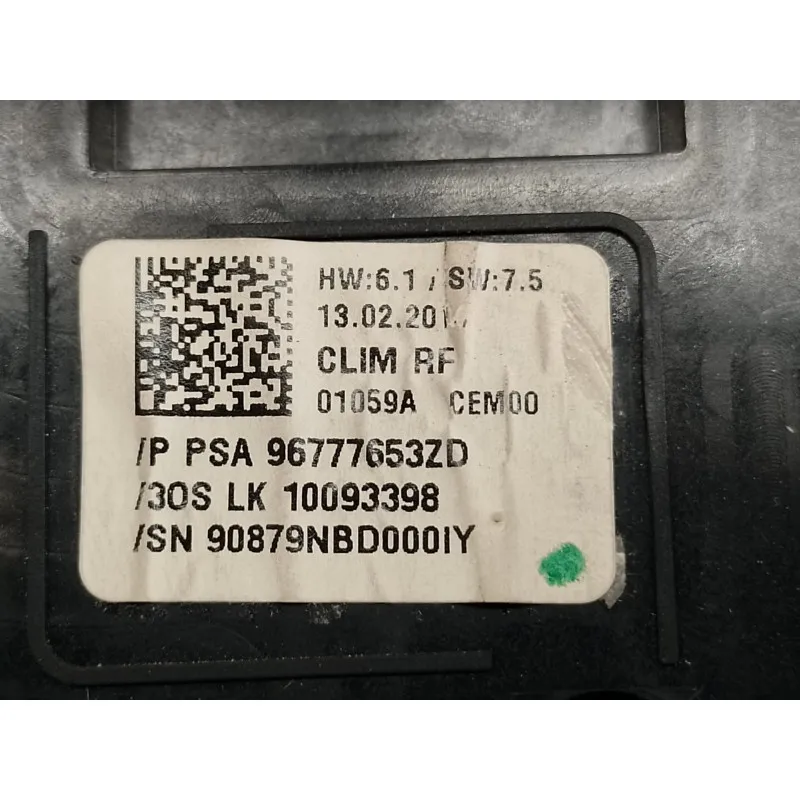 HW:6.1 / SW:7.5
13.02.201
CLIM RF
01059A CEM00
/P PSA 96777653ZD
/3OS LK 10093398
/SN 90879NBD000IY